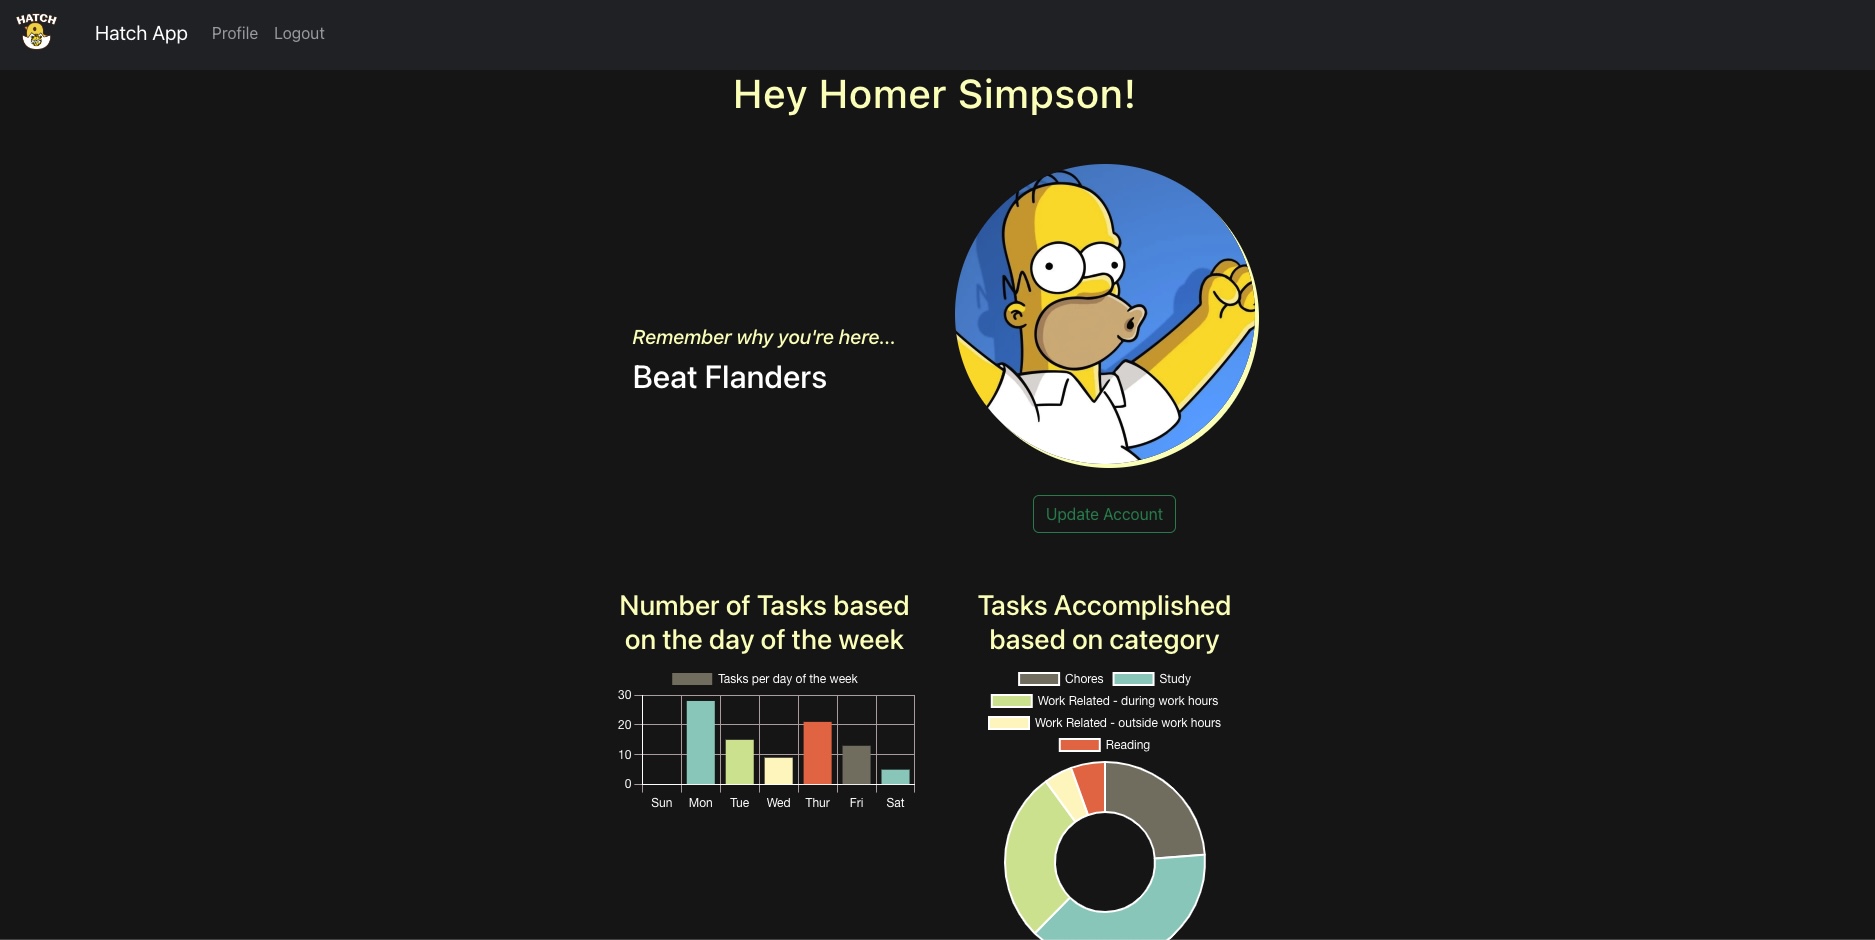 HATCH
Hatch App Profile Logout
Hey Homer Simpson!
Remember why you're here...
Beat Flanders
Update Account
Number of Tasks based
on the day of the week
Tasks per day of the week
30
20
10
0
Sun Mon Tue Wed Thur Fri Sat
Tasks Accomplished
based on category
Chores Study
Work Related - during work hours
Work Related - outside work hours
Reading